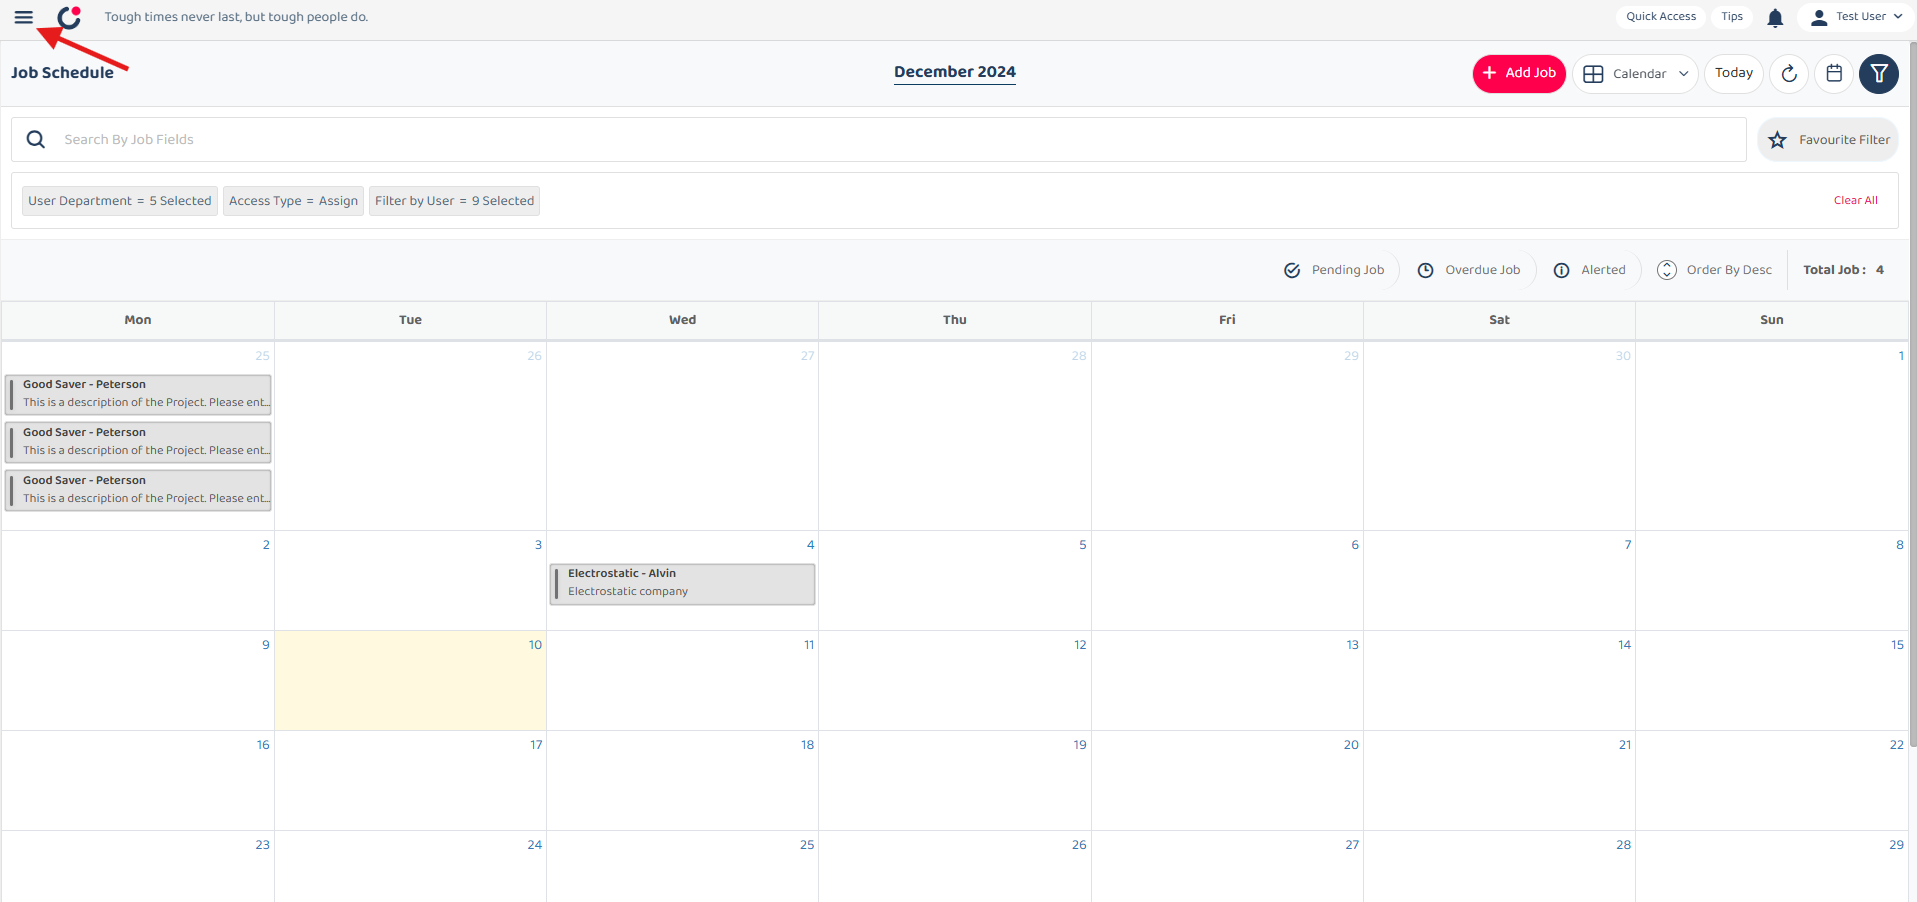 Tough times never last, but tough people do.
Quick Access
Tips
Test User
Job Schedule
December 2024
Add Job
Calendar
Today
Search By Job Fields
Favourite Filter
User Department = 5 Selected
Access Type = Assign
Filter by User = 9 Selected
Clear All
Pending Job
Overdue Job
Alerted
Order By Desc
Total Job : 4
Mon Tue Wed Thu Fri Sat Sun
25 26 27 28 29 30 1
Good Saver - Peterson
This is a description of the Project. Please ent...
Good Saver - Peterson
This is a description of the Project. Please ent...
Good Saver - Peterson
This is a description of the Project. Please ent...
2 3 4 5 6 7 8
Electrostatic - Alvin
Electrostatic company
9 10 11 12 13 14 15
16 17 18 19 20 21 22
23 24 25 26 27 28 29